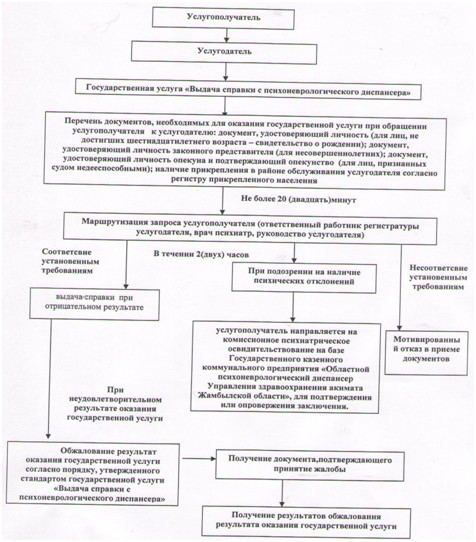 Услугополучатель
Услугодатель
Государственная услуга «Выдача справки с психоневрологического диспансера»
Перечень документов, необходимых для оказания государственной услуги при обращении
услугополучателя к услугодателю: документ, удостоверяющий личность (для лиц, не
достигших шестнадцатилетнего возраста – свидетельство о рождении); документ,
удостоверяющий личность законного представителя (для несовершеннолетних); документ,
удостоверяющий личность опекуна и подтверждающий опекунство (для лиц, признанных
судом недееспособными); наличие прикрепления в районе обслуживания услугодателя согласно
регистру прикрепленного населения
Не более 20 (двадцать)минут
Маршрутизация запроса услугополучателя (ответственный работник регистратуры
услугодателя, врач психиатр, руководство услугодателя)
Соответсвие
установенным
требованиям
В течении 2(двух) часов
Несоответсвие
установенным
требованиям
При подозрении на наличие
психических отклонений
выдача-справки при
отрицательном результате
Мотивированны
й отказ в приеме
документов
услугополучатель направляется на
комиссионое психиатрическое
освидительствование на базе
Государственного казенного
коммунального предприятия «Областной
психоневрологический диспансер
Управления здравоохранения акимата
Жамбылской области», для подтверждения
или опровержения заключения.
При
неудовлетворительном
результате оказания
государственной услуги
Обжалование результат
оказания государственной услуги
согласно порядку, утвержденного
стандартом государственной услуги
«Выдача справки с
психоневрологического диспансера»
Получение документа,подтверждающего
принятие жалобы
Получение результатов обжалования
результата оказания государственной услуги